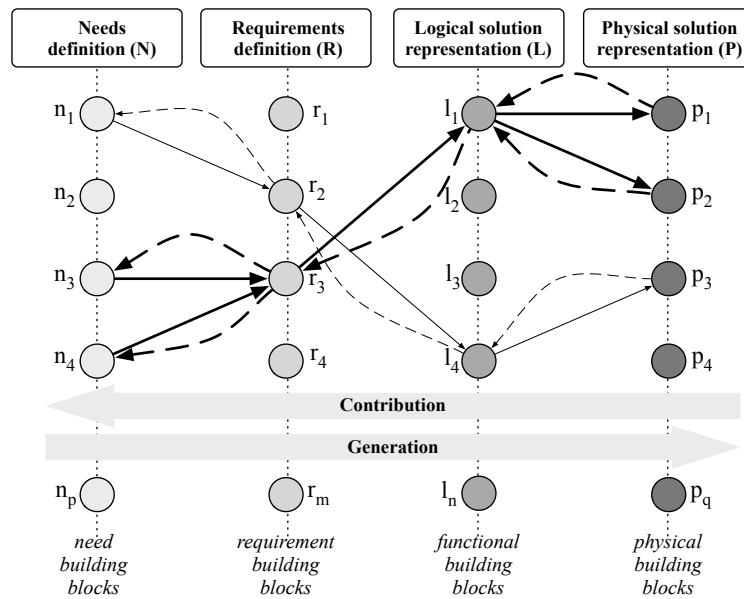 Needs
definition (N)
Requirements
definition (R)
Logical solution
representation (L)
Physical solution
representation (P)
n1 r1 l1 p1
n2 r2 l2 p2
n3 r3 l3 p3
n4 r4 l4 p4
Contribution
Generation
np rm ln pq
need
building
blocks
requirement
building
blocks
functional
building
blocks
physical
building
blocks